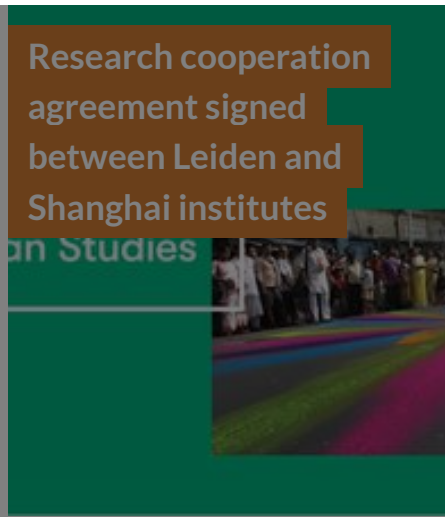 Research cooperation
agreement signed
between Leiden and
Shanghai institutes
an Studies